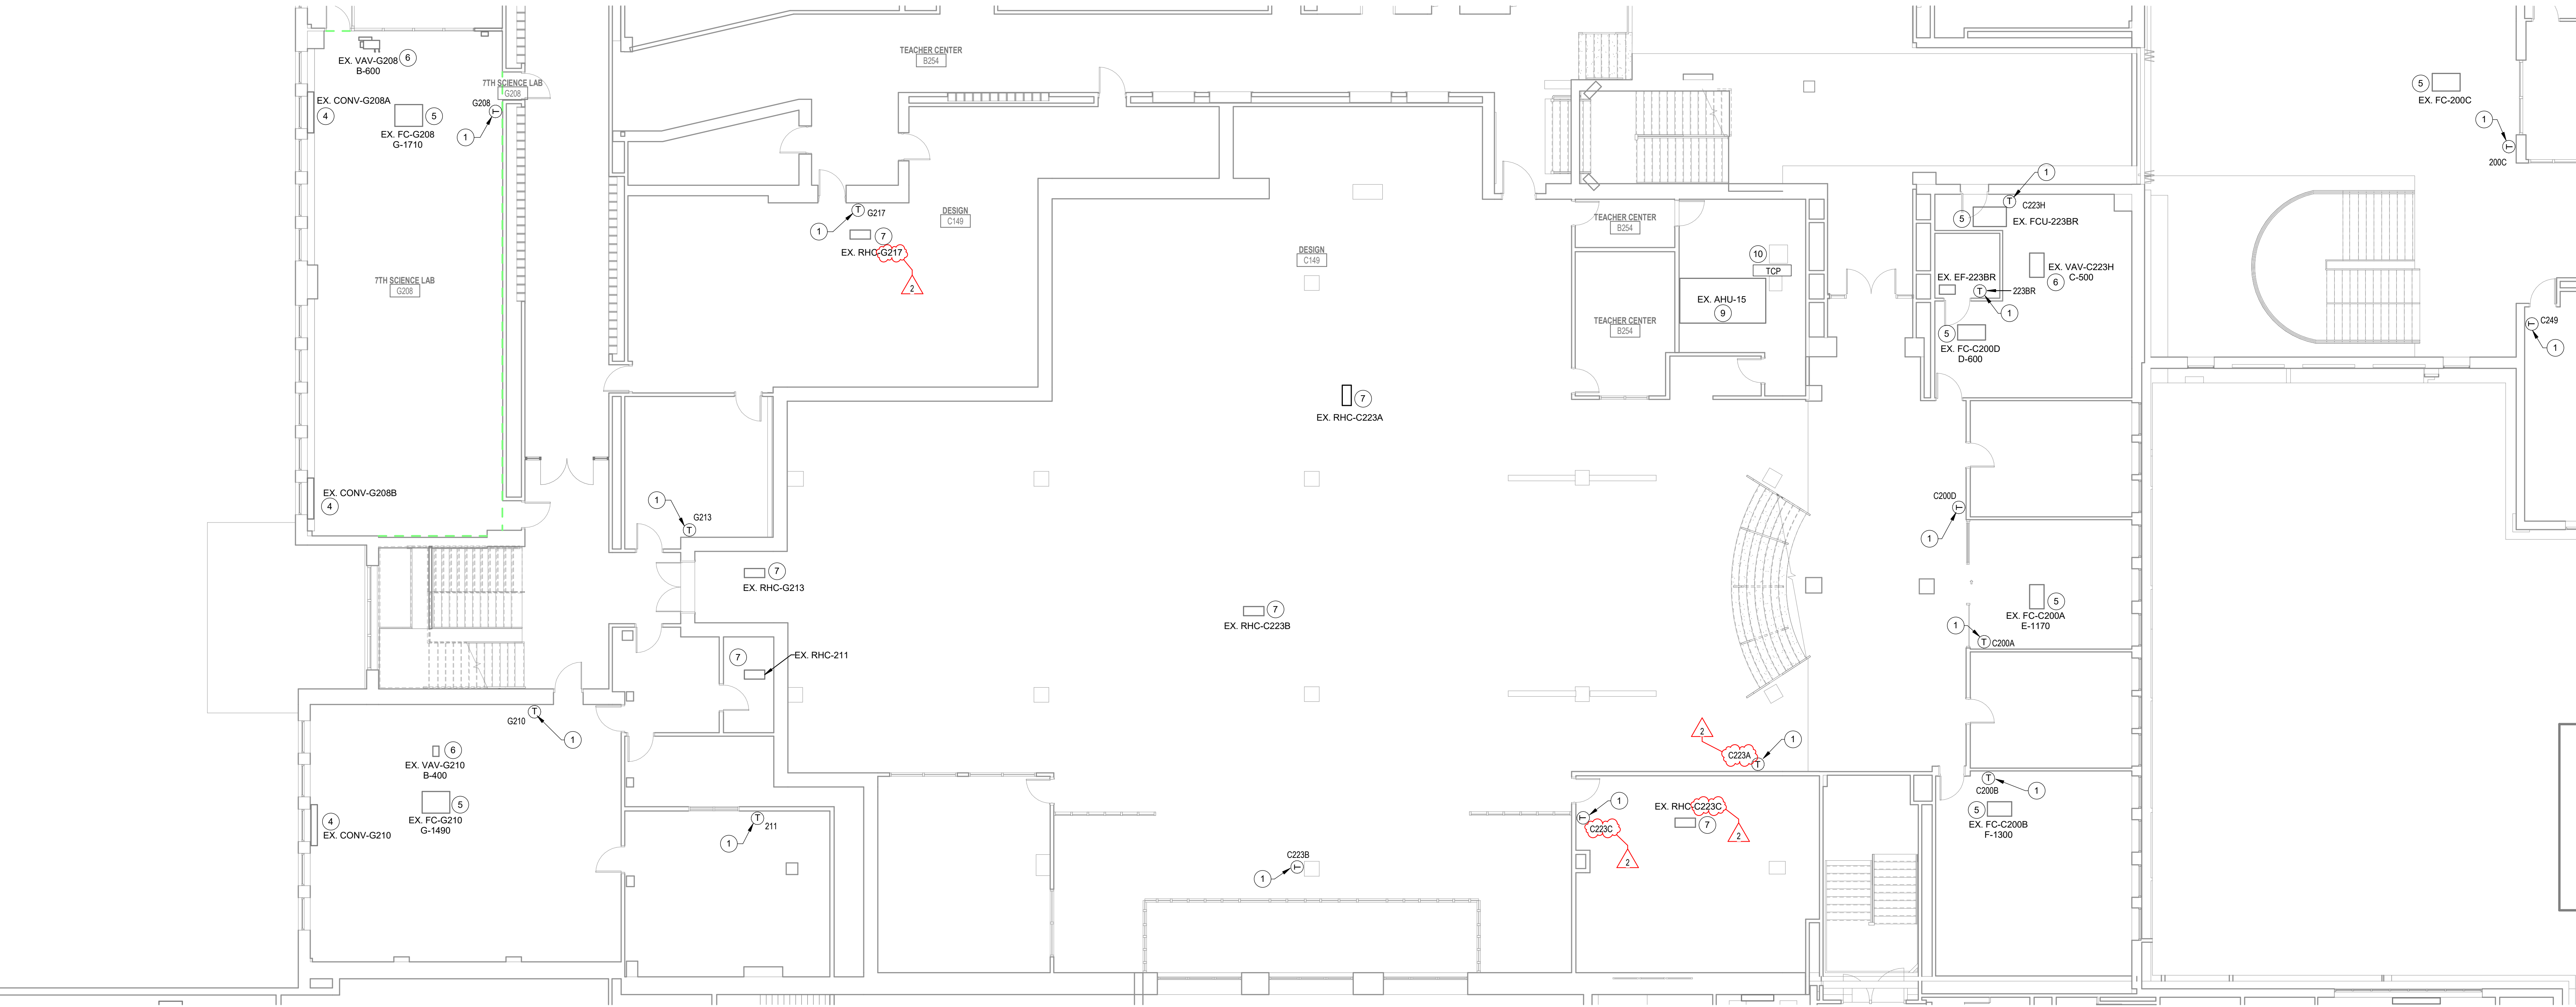 TEACHER CENTER
B254
EX. VAV-G208
B-600
6
7TH SCIENCE LAB
G208
EX. CONV-G208A
4
5
EX. FC-G208
G-1710
G208
T
1
5
EX. FC-200C
1
T
200C
1
T
C223H
5
EX. FCU-223BR
T
G217
1
7
EX. RHC-G217
2
DESIGN
C149
DESIGN
C149
TEACHER CENTER
B254
10
TCP
EX. AHU-15
9
TEACHER CENTER
B254
EX. VAV-C223H
C-500
6
EX. EF-223BR
T
223BR
1
5
EX. FC-C200D
D-600
T
C249
1
7TH SCIENCE LAB
G208
7
EX. RHC-C223A
EX. CONV-G208B
4
1
G213
T
C200D
T
1
7
EX. RHC-G213
7
EX. RHC-C223B
5
EX. FC-C200A
E-1170
1
T
C200A
7
EX. RHC-211
T
G210
1
6
EX. VAV-G210
B-400
5
EX. FC-G210
G-1490
4
EX. CONV-G210
T
211
1
2
C223A
T
1
1
T
C223C
2
EX. RHC-C223C
7
2
T
C200B
1
5
EX. FC-C200B
F-1300
C223B
T
1